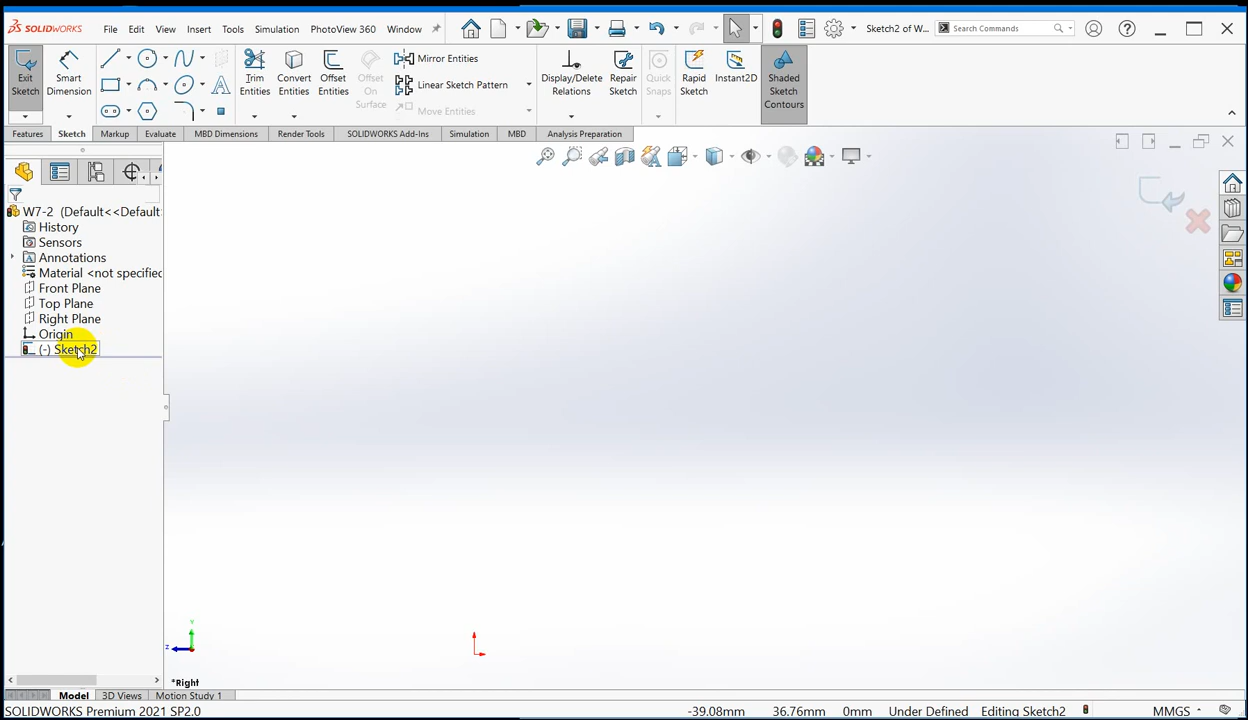 SOLIDWORKS File Edit View Insert Tools Simulation PhotoView 360 Window Sketch2 of W... Search Commands
Exit Sketch
Smart Dimension
Trim Entities
Convert Entities
Offset Entities
Offset On Surface
Mirror Entities
Linear Sketch Pattern
Move Entities
Display/Delete Relations
Repair Sketch
Quick Snaps
Rapid Sketch
Instant2D
Shaded Sketch Contours
Features Sketch Markup Evaluate MBD Dimensions Render Tools SOLIDWORKS Add-Ins Simulation MBD Analysis Preparation
W7-2 (Default<<Default
History
Sensors
Annotations
Material <not specified
Front Plane
Top Plane
Right Plane
Origin
(-) Sketch2
Y
Z
*Right
Model 3D Views Motion Study 1
SOLIDWORKS Premium 2021 SP2.0 -39.08mm 36.76mm 0mm Under Defined Editing Sketch2 MMGS